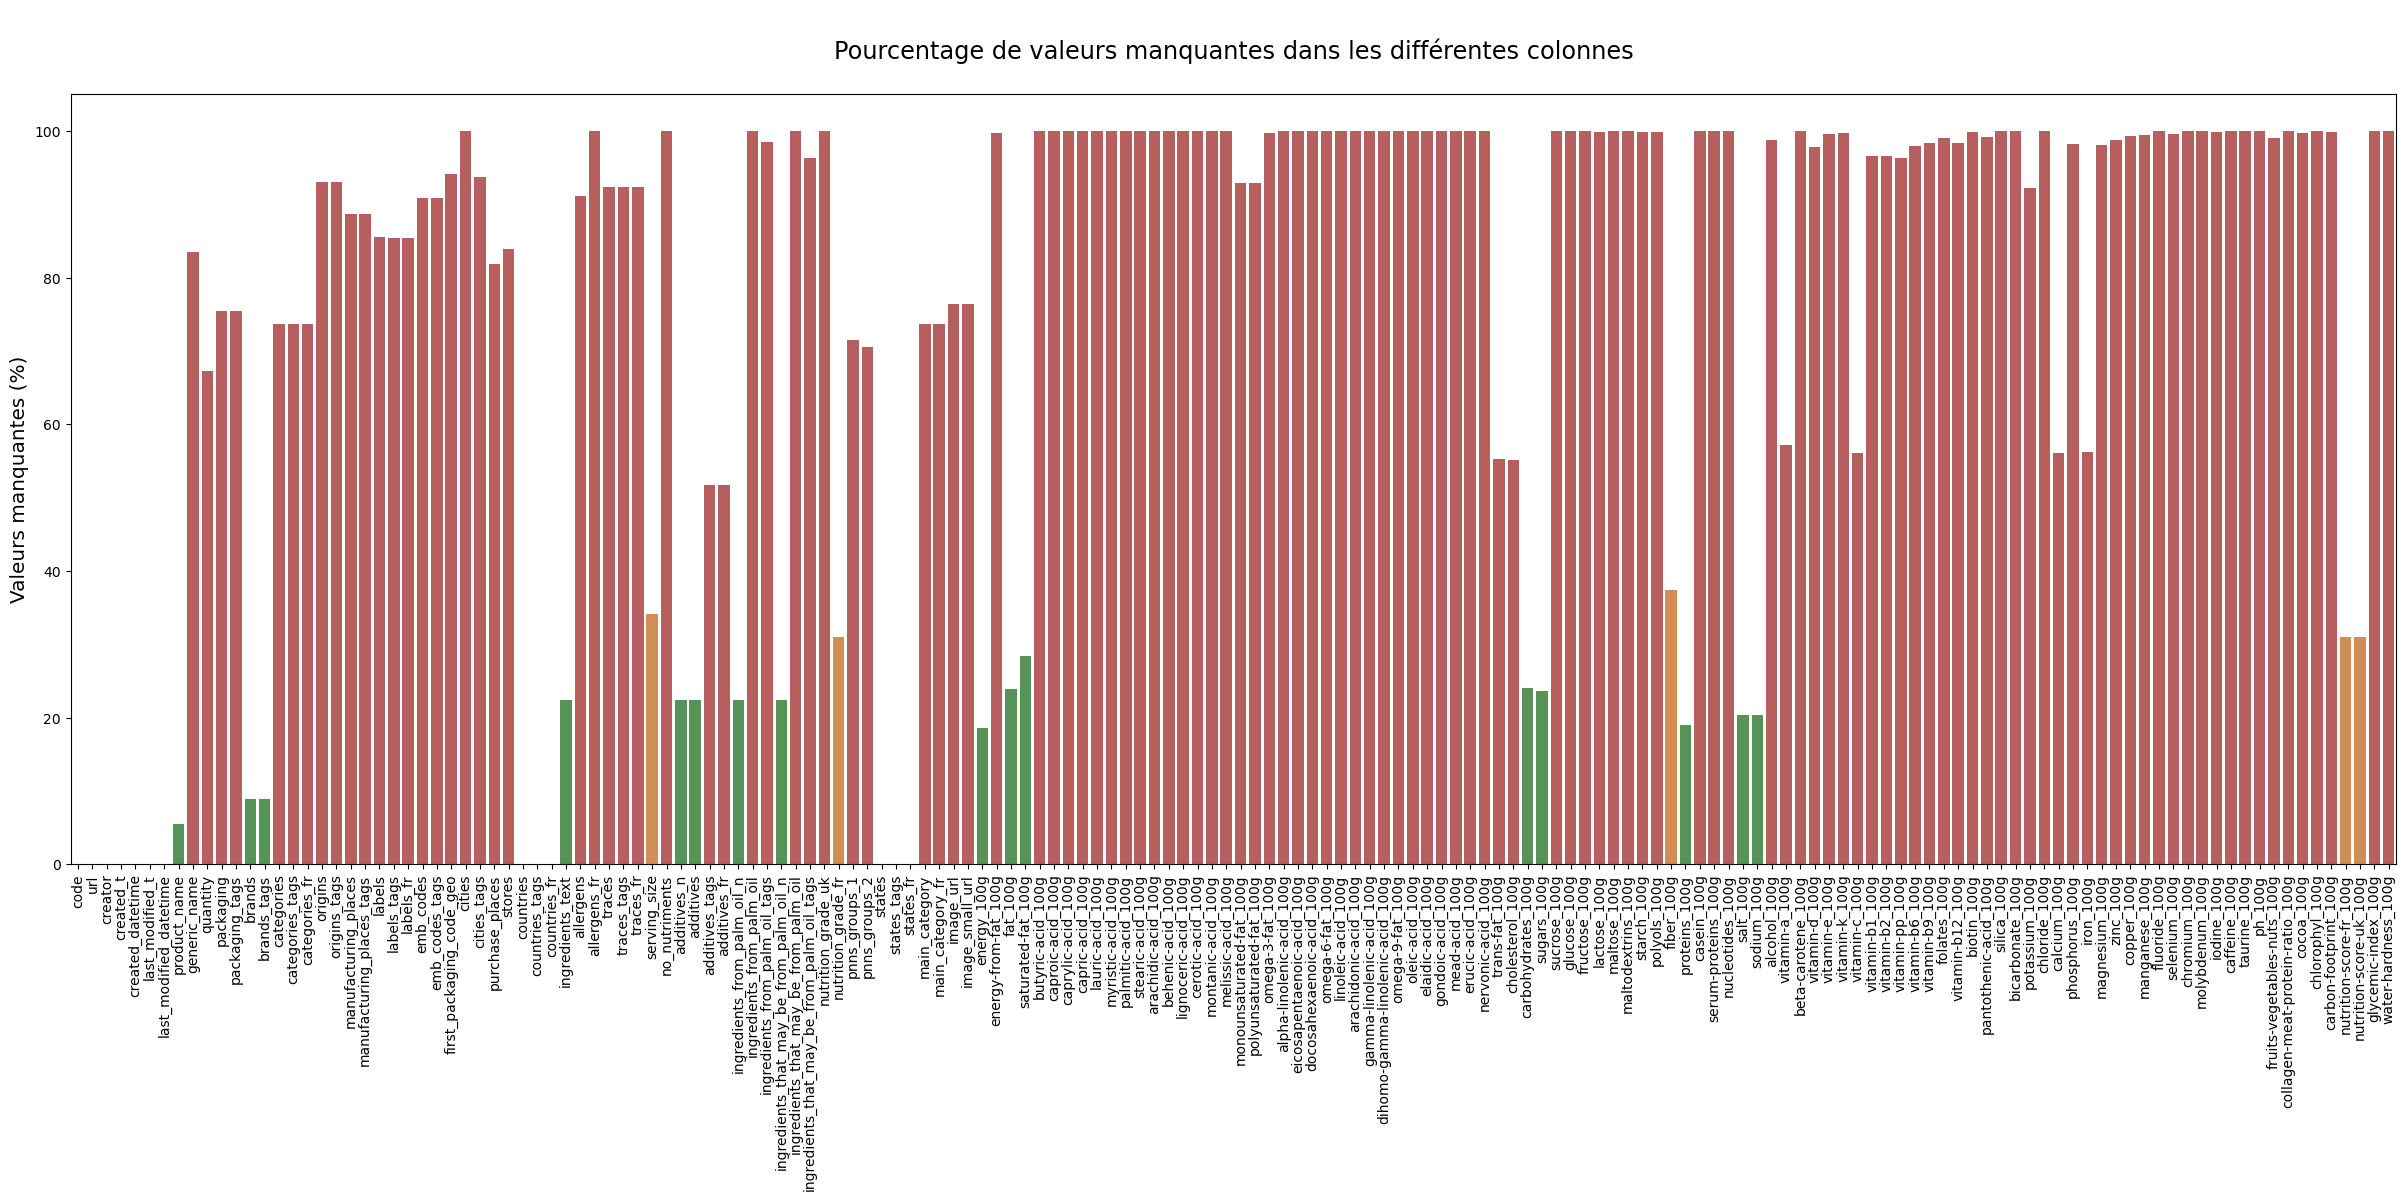 Pourcentage de valeurs manquantes dans les différentes colonnes
Valeurs manquantes (%)
100
80
60
40
20
0
code
url
creator
created_t
created_datetime
last_modified_t
last_modified_datetime
product_name
generic_name
quantity
packaging
packaging_tags
brands
brands_tags
categories
categories_tags
categories_fr
origins
origins_tags
manufacturing_places
manufacturing_places_tags
labels
labels_tags
labels_fr
emb_codes
emb_codes_tags
first_packaging_code_geo
cities
cities_tags
purchase_places
stores
countries
countries_tags
countries_fr
ingredients_text
allergens
allergens_fr
traces
traces_tags
traces_fr
serving_size
no_nutriments
additives_n
additives
additives_tags
additives_fr
ingredients_from_palm_oil_n
ingredients_from_palm_oil
ingredients_from_palm_oil_tags
ingredients_that_may_be_from_palm_oil_n
ingredients_that_may_be_from_palm_oil
ingredients_that_may_be_from_palm_oil_tags
nutrition_grade_uk
nutrition_grade_fr
pnns_groups_1
pnns_groups_2
states
states_tags
states_fr
main_category
main_category_fr
image_url
image_small_url
energy_100g
energy-from-fat_100g
fat_100g
saturated-fat_100g
butyric-acid_100g
caproic-acid_100g
caprylic-acid_100g
capric-acid_100g
lauric-acid_100g
myristic-acid_100g
palmitic-acid_100g
stearic-acid_100g
arachidic-acid_100g
behenic-acid_100g
lignoceric-acid_100g
cerotic-acid_100g
montanic-acid_100g
melissic-acid_100g
monounsaturated-fat_100g
polyunsaturated-fat_100g
omega-3-fat_100g
alpha-linolenic-acid_100g
eicosapentaenoic-acid_100g
docosahexaenoic-acid_100g
omega-6-fat_100g
linoleic-acid_100g
arachidonic-acid_100g
gamma-linolenic-acid_100g
dihomo-gamma-linolenic-acid_100g
omega-9-fat_100g
oleic-acid_100g
elaidic-acid_100g
gondoic-acid_100g
mead-acid_100g
erucic-acid_100g
nervonic-acid_100g
trans-fat_100g
cholesterol_100g
carbohydrates_100g
sugars_100g
sucrose_100g
glucose_100g
fructose_100g
lactose_100g
maltose_100g
maltodextrins_100g
starch_100g
polyols_100g
fiber_100g
proteins_100g
casein_100g
serum-proteins_100g
nucleotides_100g
salt_100g
sodium_100g
alcohol_100g
vitamin-a_100g
beta-carotene_100g
vitamin-d_100g
vitamin-e_100g
vitamin-k_100g
vitamin-c_100g
vitamin-b1_100g
vitamin-b2_100g
vitamin-pp_100g
vitamin-b6_100g
vitamin-b9_100g
folates_100g
vitamin-b12_100g
biotin_100g
pantothenic-acid_100g
silica_100g
bicarbonate_100g
potassium_100g
chloride_100g
calcium_100g
phosphorus_100g
iron_100g
magnesium_100g
zinc_100g
copper_100g
manganese_100g
fluoride_100g
selenium_100g
chromium_100g
molybdenum_100g
iodine_100g
caffeine_100g
taurine_100g
ph_100g
fruits-vegetables-nuts_100g
collagen-meat-protein-ratio_100g
cocoa_100g
chlorophyl_100g
carbon-footprint_100g
nutrition-score-fr_100g
nutrition-score-uk_100g
glycemic-index_100g
water-hardness_100g